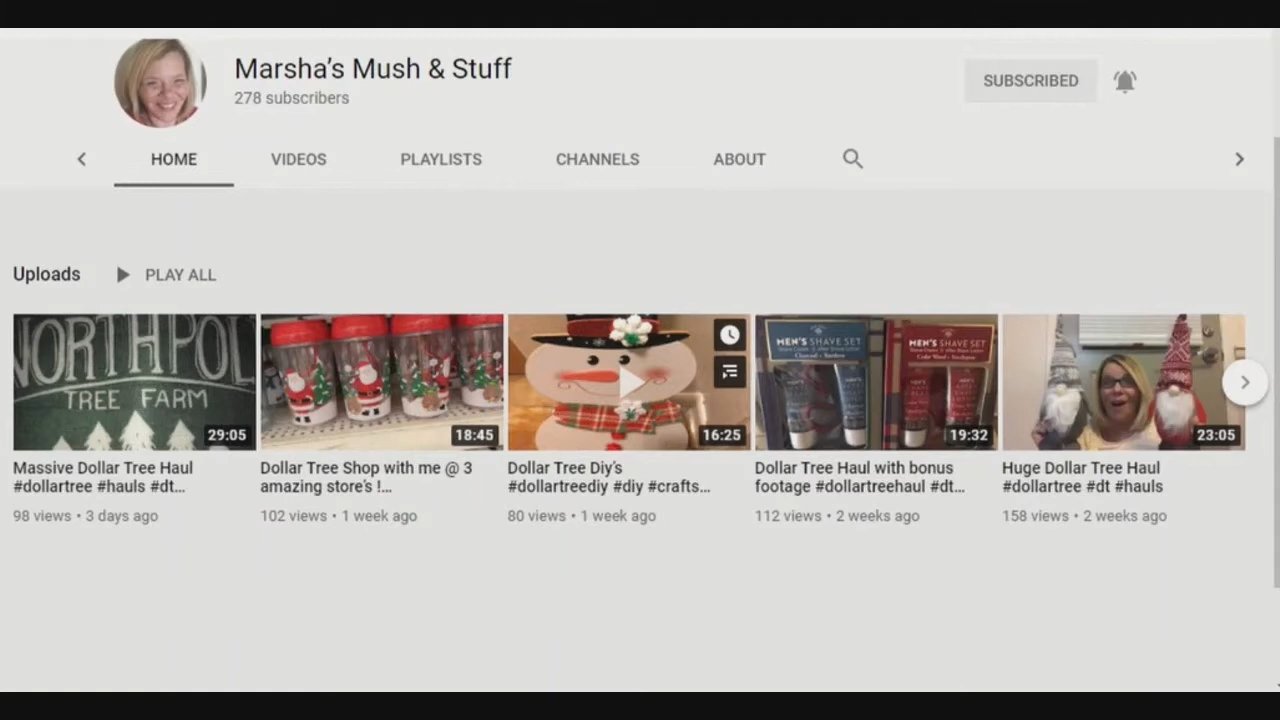 Marsha's Mush & Stuff
278 subscribers
SUBSCRIBED
HOME VIDEOS PLAYLISTS CHANNELS ABOUT
Uploads PLAY ALL
NORTHPOL
TREE FARM
29:05
18:45
16:25
MEN'S SHAVE SET
MEN'S SHAVE SET
19:32
23:05
Massive Dollar Tree Haul
#dollartree #hauls #dt...
98 views • 3 days ago
Dollar Tree Shop with me @ 3
amazing store's !...
102 views • 1 week ago
Dollar Tree Diy's
#dollartreediy #diy #crafts...
80 views • 1 week ago
Dollar Tree Haul with bonus
footage #dollartreehaul #dt...
112 views • 2 weeks ago
Huge Dollar Tree Haul
#dollartree #dt #hauls
158 views • 2 weeks ago